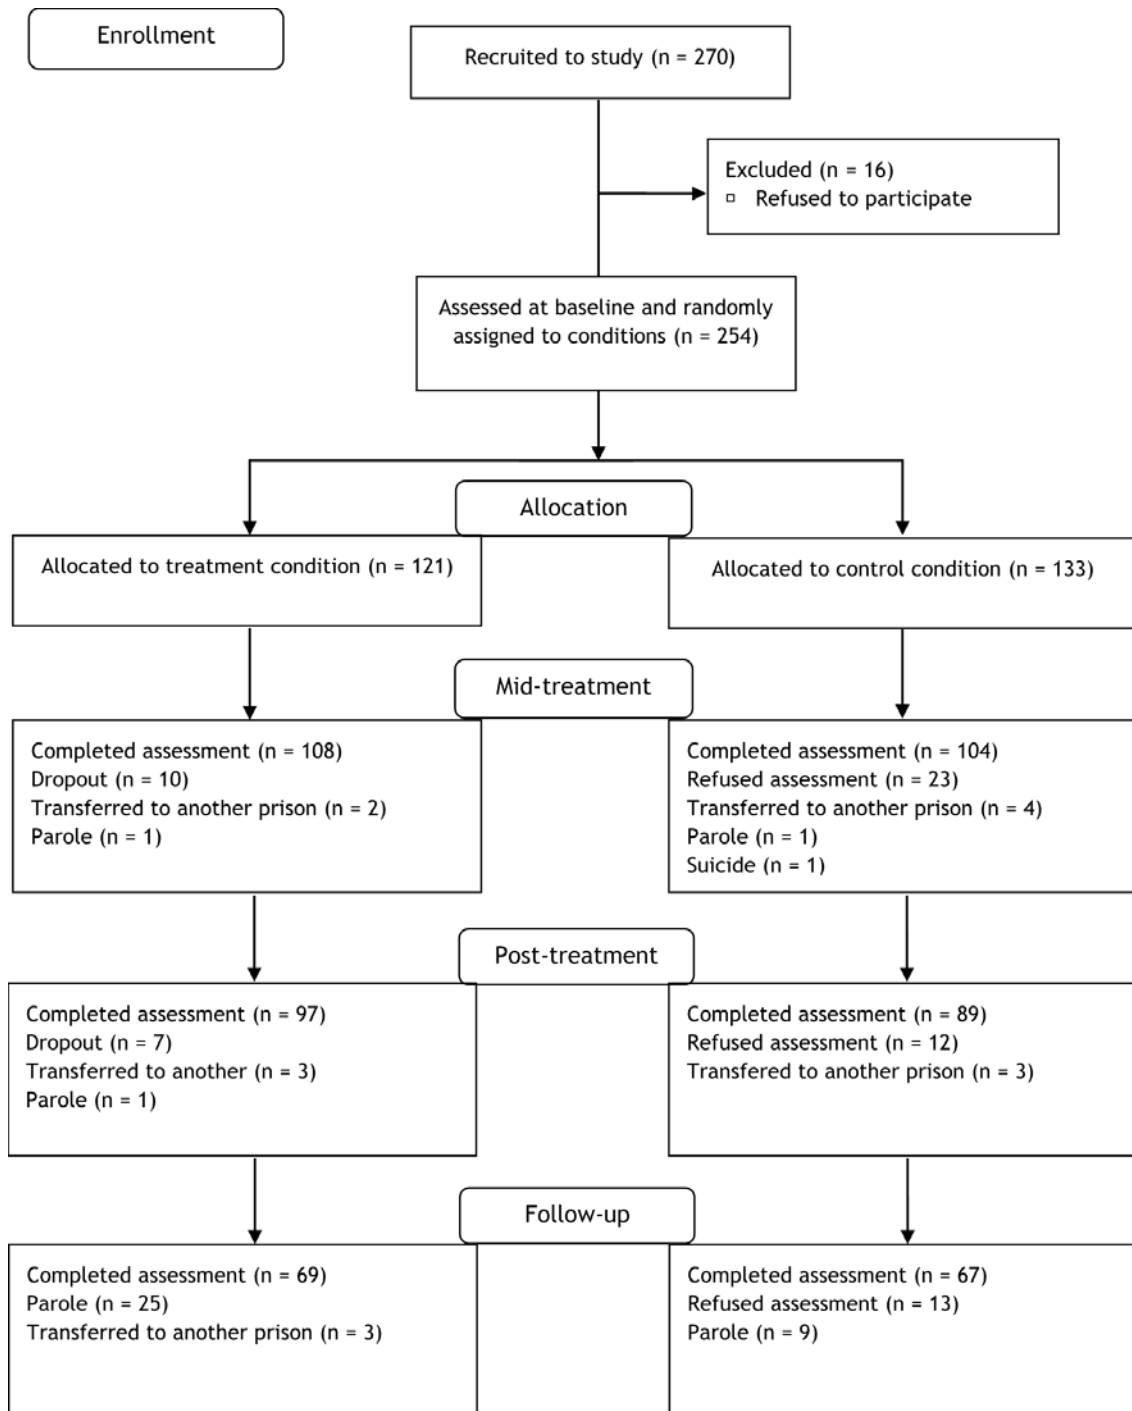 Enrollment
Recruited to study (n = 270)
Excluded (n = 16)
▫ Refused to participate
Assessed at baseline and randomly
assigned to conditions (n = 254)
Allocation
Allocated to treatment condition (n = 121)
Allocated to control condition (n = 133)
Mid-treatment
Completed assessment (n = 108)
Dropout (n = 10)
Transferred to another prison (n = 2)
Parole (n = 1)
Completed assessment (n = 104)
Refused assessment (n = 23)
Transferred to another prison (n = 4)
Parole (n = 1)
Suicide (n = 1)
Post-treatment
Completed assessment (n = 97)
Dropout (n = 7)
Transferred to another (n = 3)
Parole (n = 1)
Completed assessment (n = 89)
Refused assessment (n = 12)
Transfered to another prison (n = 3)
Follow-up
Completed assessment (n = 69)
Parole (n = 25)
Transferred to another prison (n = 3)
Completed assessment (n = 67)
Refused assessment (n = 13)
Parole (n = 9)